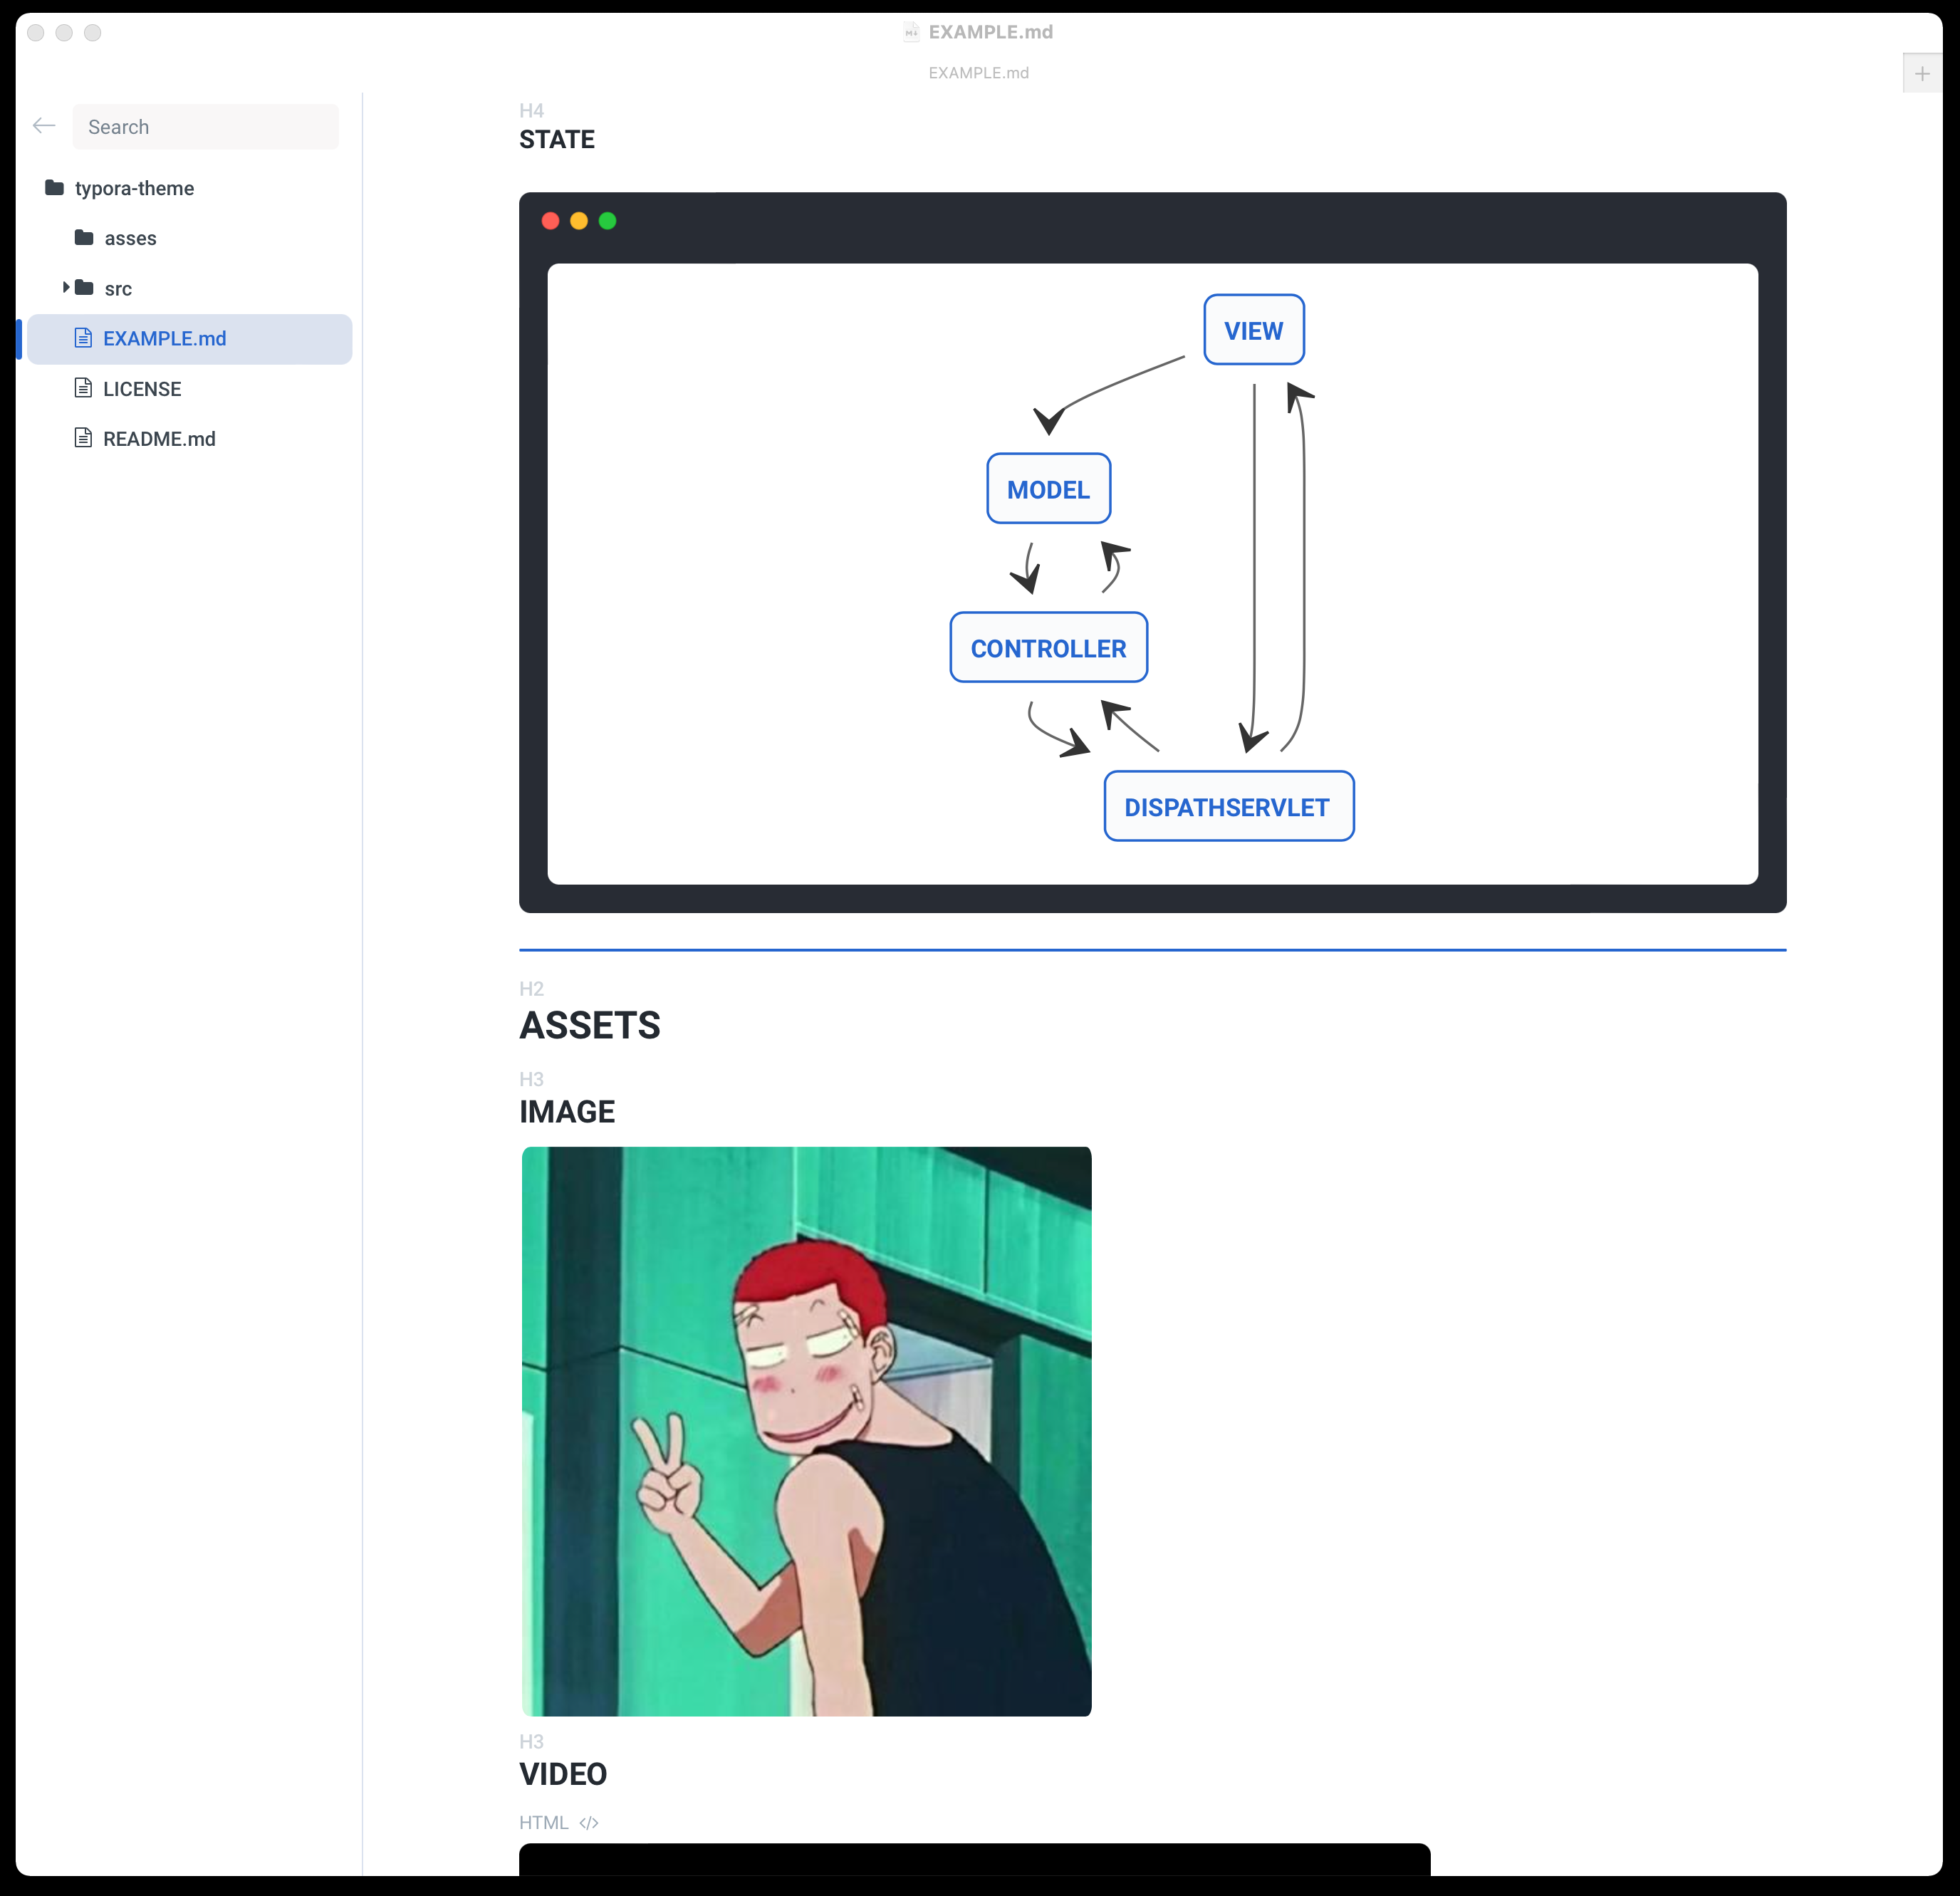 EXAMPLE.md
EXAMPLE.md
Search
typora-theme
asses
src
EXAMPLE.md
LICENSE
README.md
H4
STATE
VIEW
MODEL
CONTROLLER
DISPATHSERVLET
H2
ASSETS
H3
IMAGE
H3
VIDEO
HTML </>